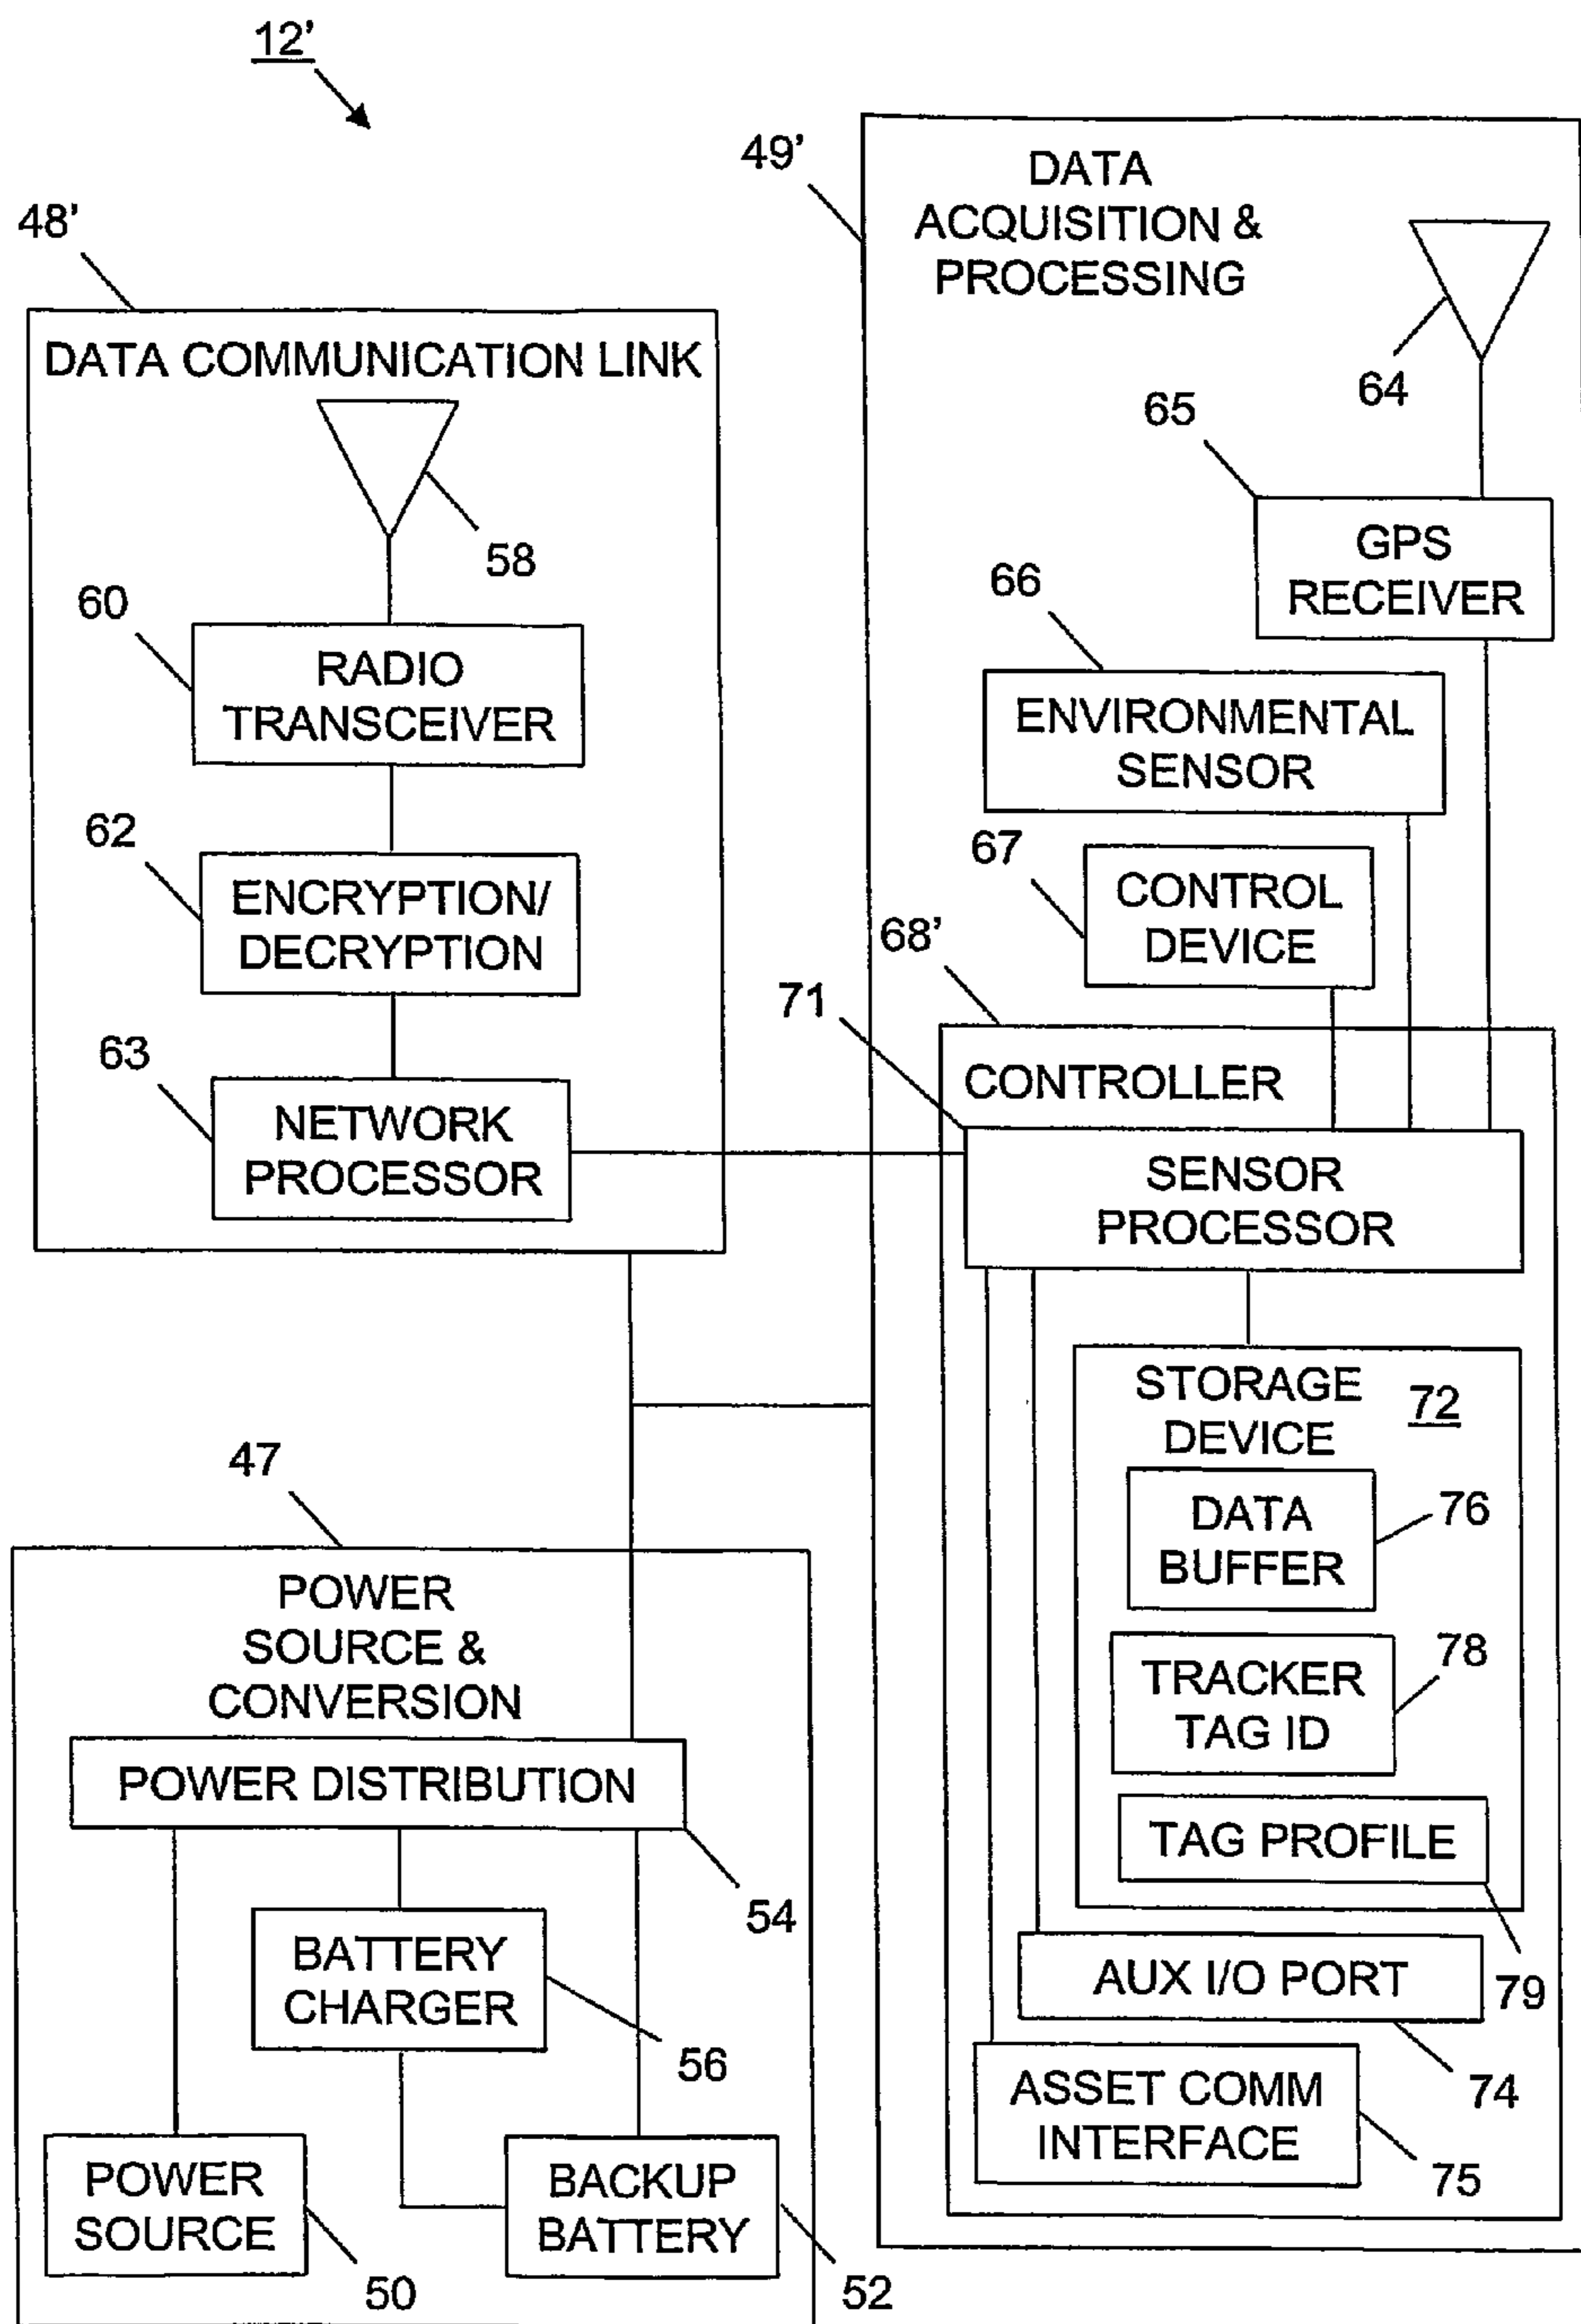 12'
48'
DATA COMMUNICATION LINK
58
60
RADIO
TRANSCEIVER
62
ENCRYPTION/
DECRYPTION
63
NETWORK
PROCESSOR
47
POWER
SOURCE &
CONVERSION
POWER DISTRIBUTION
54
BATTERY
CHARGER
56
POWER
SOURCE
50
BACKUP
BATTERY
52
49'
DATA
ACQUISITION &
PROCESSING
64
65
GPS
RECEIVER
66
ENVIRONMENTAL
SENSOR
67
CONTROL
DEVICE
68'
CONTROLLER
71
SENSOR
PROCESSOR
STORAGE
DEVICE
72
DATA
BUFFER
76
TRACKER
TAG ID
78
TAG PROFILE
79
AUX I/O PORT
74
ASSET COMM
INTERFACE
75